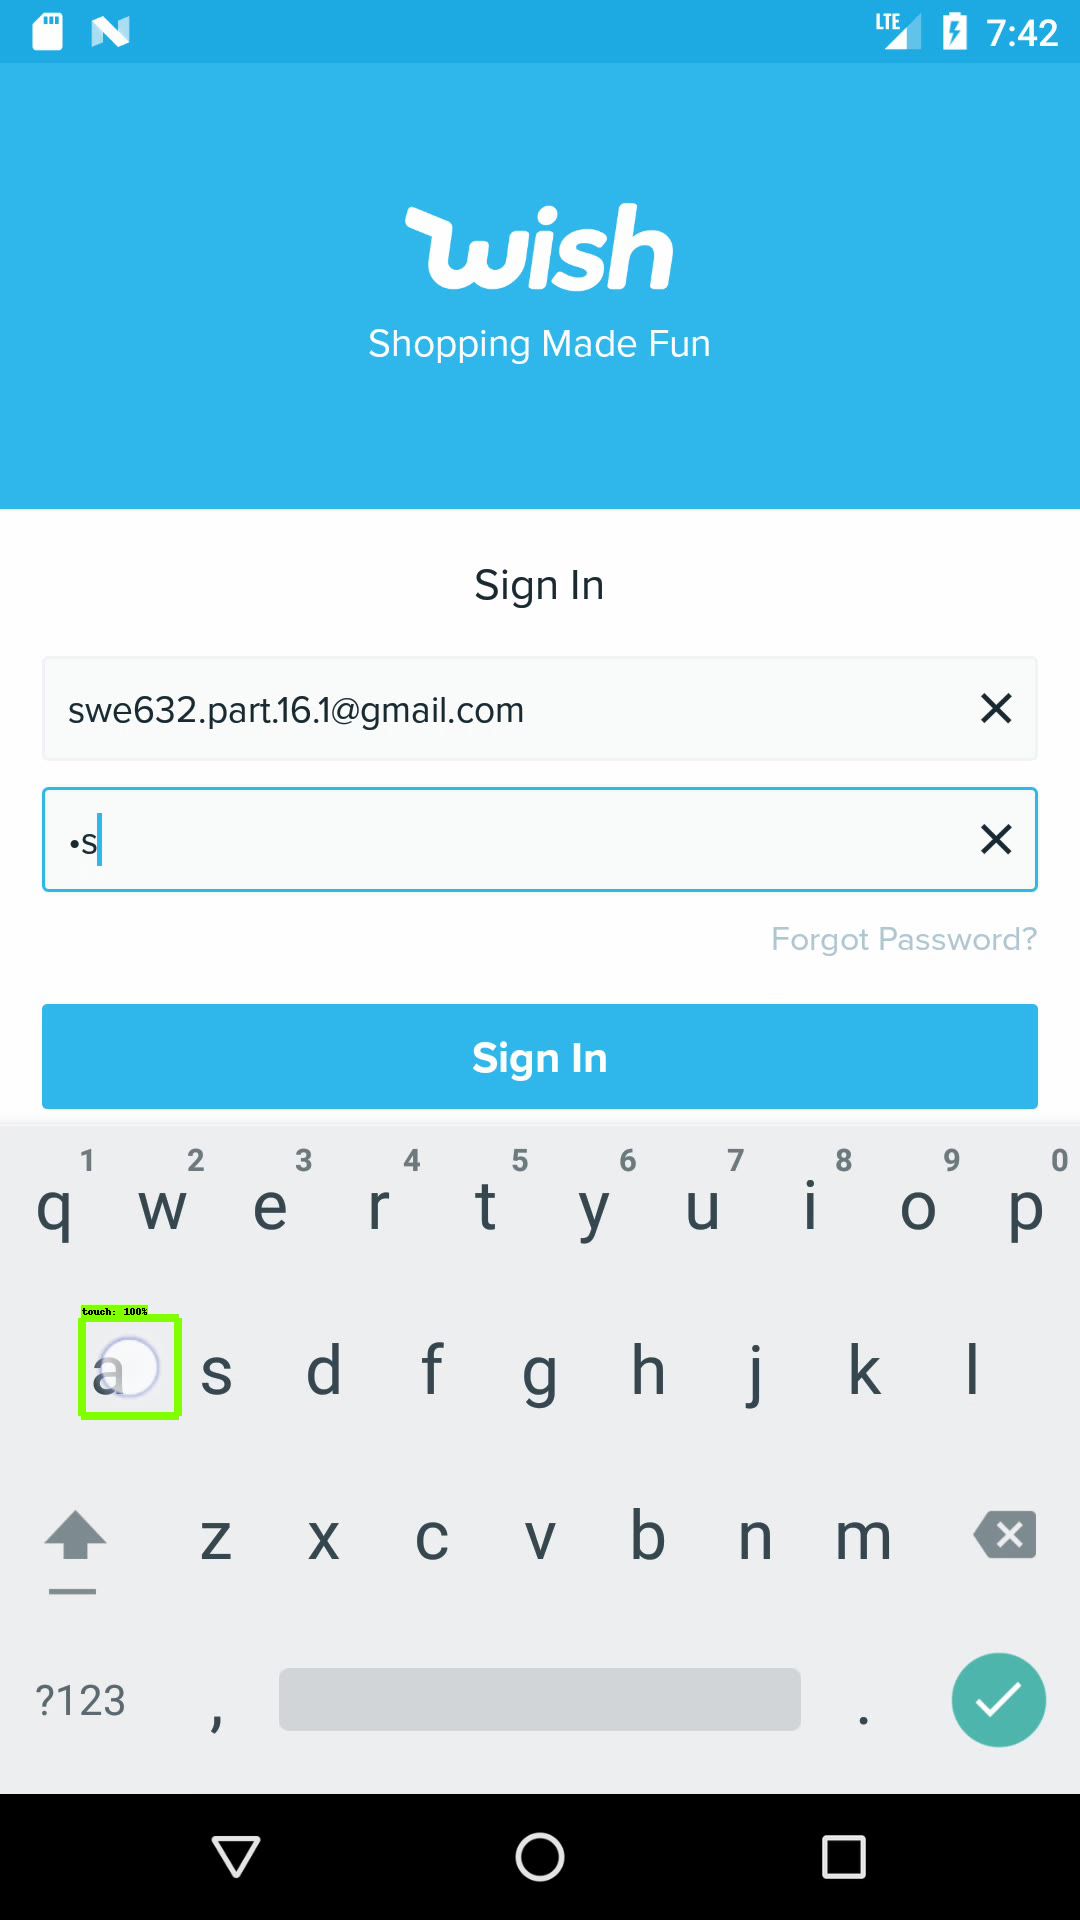 LTE 7:42
wish
Shopping Made Fun
Sign In
swe632.part.16.1@gmail.com
•s
Forgot Password?
Sign In
1 2 3 4 5 6 7 8 9 0
q w e r t y u i o p
touch: 100%
a s d f g h j k l
z x c v b n m
?123 , .